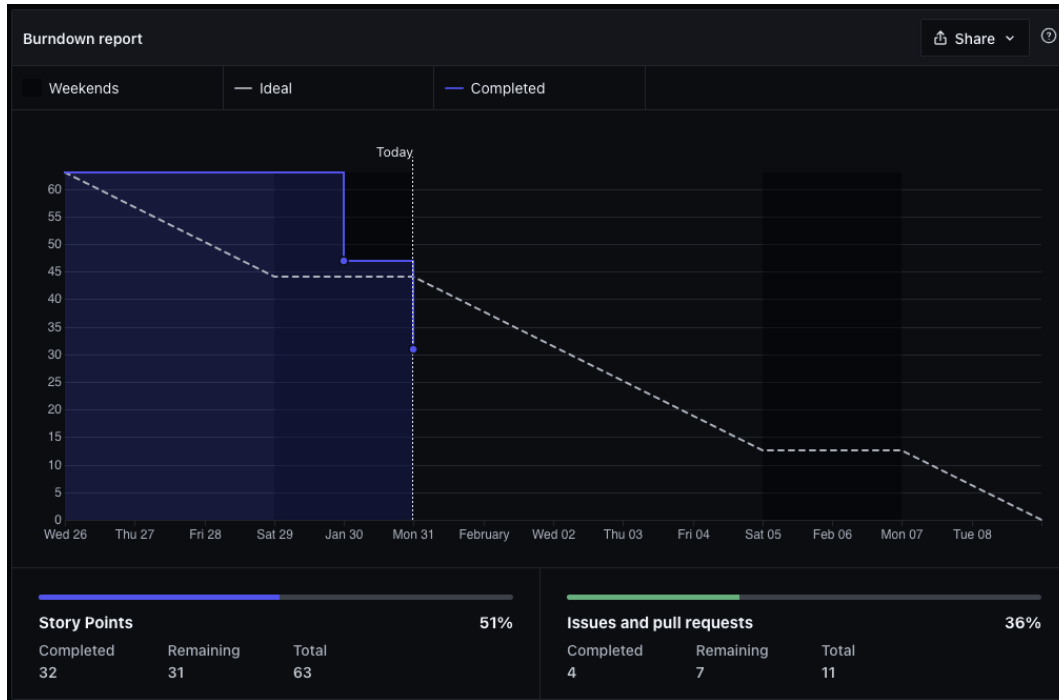 Burndown report
Share
Weekends
Ideal
Completed
Today
60
55
50
45
40
35
30
25
20
15
10
5
0
Wed 26 Thu 27 Fri 28 Sat 29 Jan 30 Mon 31 February Wed 02 Thu 03 Fri 04 Sat 05 Feb 06 Mon 07 Tue 08
Story Points 51%
Completed Remaining Total
32 31 63
Issues and pull requests 36%
Completed Remaining Total
4 7 11